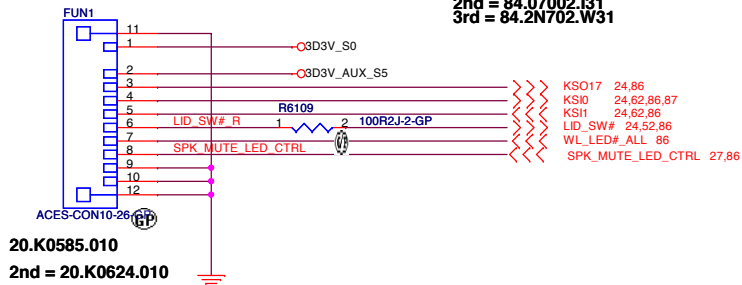 2nd = 84.07002.I31
3rd = 84.2N702.W31
FUN1
11
1
3D3V_S0
2
3D3V_AUX_S5
3
KSO17 24,86
4
KSI0 24,62,86,87
5
R6109
KSI1 24,62,86
LID_SW#_R
6
1
2
100R2J-2-GP
LID_SW# 24,52,86
7
WL_LED#_ALL 86
8
SPK_MUTE_LED_CTRL
SPK_MUTE_LED_CTRL 27,86
9
10
12
ACES-CON10-26-GP
GP
20.K0585.010
2nd = 20.K0624.010